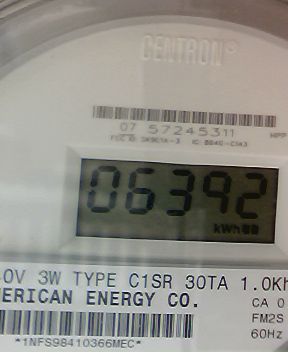 CENTRON®
07 57245311
06392
kWh
3W TYPE C1SR 30TA 1.0Kh
ERICAN ENERGY CO.
CA 0
FM2S
60Hz
*1NFS98410366MEC*